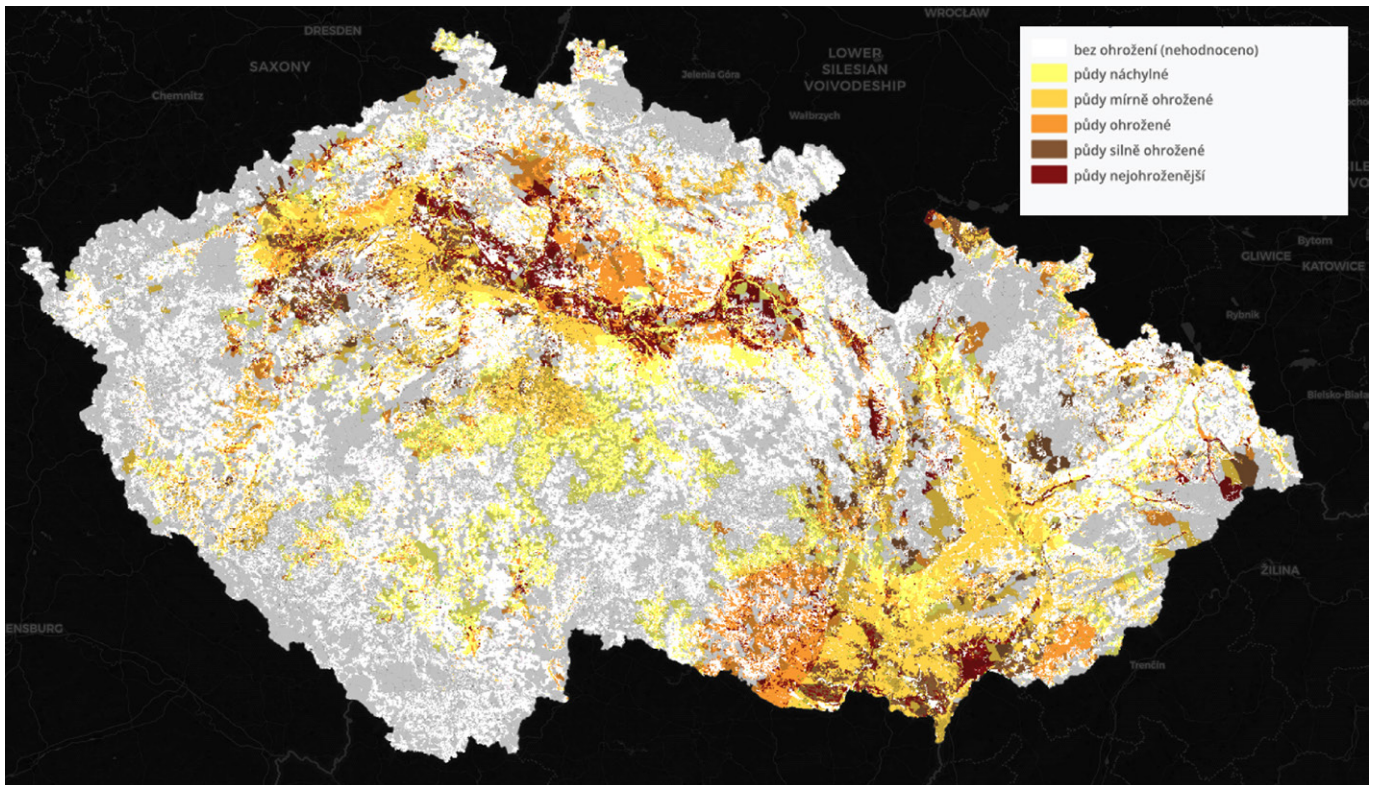 WROCŁAW
DRESDEN
SAXONY
LOWER
SILESIAN
VOIVODESHIP
Jelenia Góra
Chemnitz
Wałbrzych
bez ohrožení (nehodnoceno)
půdy náchylné
půdy mírně ohrožené
půdy ohrožené
půdy silně ohrožené
půdy nejohroženější
Bytom
GLIWICE
KATOWICE
Rybnik
Bielsko-Biała
ŽILINA
ENSBURG
Trenčín